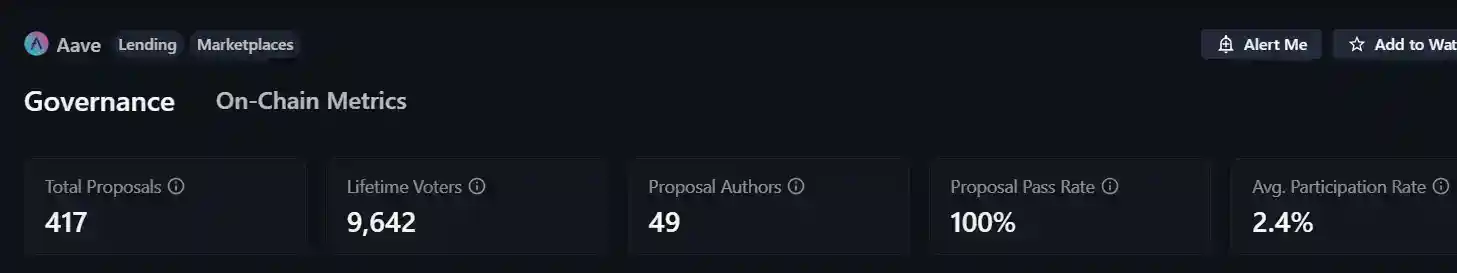 Aave Lending Marketplaces Alert Me Add to Wat
Governance On-Chain Metrics
Total Proposals Lifetime Voters Proposal Authors Proposal Pass Rate Avg. Participation Rate
417 9,642 49 100% 2.4%